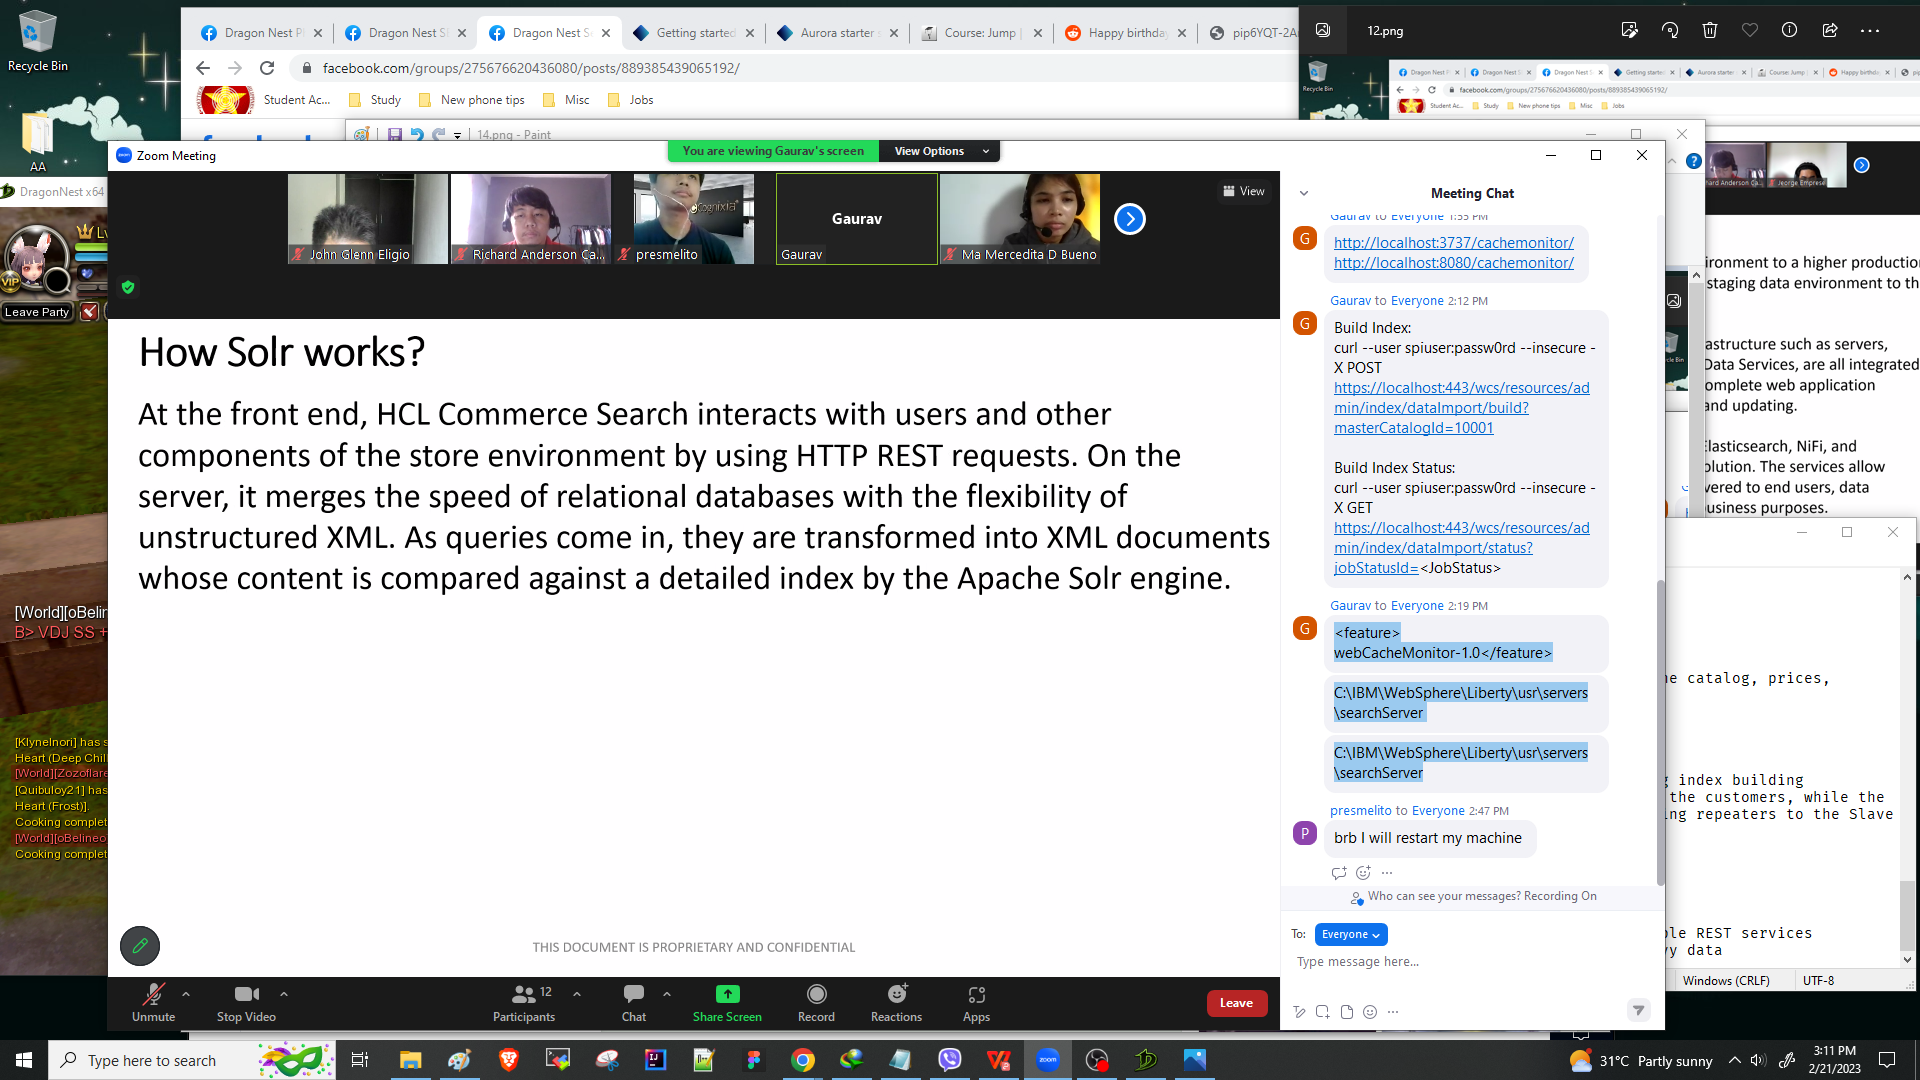 Recycle Bin
AA
DragonNest x64
Dragon Nest
Dragon Nest
Dragon Nest
Getting started
Aurora starter
Course: Jump
Happy birthday
pip6YQT-2A
facebook.com/groups/275676620436080/posts/889385439065192/
Student Ac...
Study
New phone tips
Misc
Jobs
12.png
14.png - Paint
Zoom Meeting
You are viewing Gaurav's screen
View Options
View
John Glenn Eligio
Richard Anderson Ca...
presmelito
Gaurav
Gaurav
Ma Mercedita D Bueno
How Solr works?
At the front end, HCL Commerce Search interacts with users and other
components of the store environment by using HTTP REST requests. On the
server, it merges the speed of relational databases with the flexibility of
unstructured XML. As queries come in, they are transformed into XML documents
whose content is compared against a detailed index by the Apache Solr engine.
THIS DOCUMENT IS PROPRIETARY AND CONFIDENTIAL
Unmute
Stop Video
12
Participants
Chat
Share Screen
Record
Reactions
Apps
Leave
Meeting Chat
Gaurav to Everyone 1:55 PM
http://localhost:3737/cachemonitor/
http://localhost:8080/cachemonitor/
Gaurav to Everyone 2:12 PM
Build Index:
curl --user spiuser:passw0rd --insecure -
X POST
https://localhost:443/wcs/resources/ad
min/index/dataImport/build?
masterCatalogId=10001
Build Index Status:
curl --user spiuser:passw0rd --insecure -
X GET
https://localhost:443/wcs/resources/ad
min/index/dataImport/status?
jobStatusId=<JobStatus>
Gaurav to Everyone 2:19 PM
<feature>
webCacheMonitor-1.0</feature>
C:\IBM\WebSphere\Liberty\usr\servers
\searchServer
C:\IBM\WebSphere\Liberty\usr\servers
\searchServer
presmelito to Everyone 2:47 PM
brb I will restart my machine
Who can see your messages? Recording On
To: Everyone
Type message here...
ironment to a higher production
staging data environment to th
astructure such as servers,
Data Services, are all integrated
omplete web application
and updating.
Elasticsearch, NiFi, and
olution. The services allow
vered to end users, data
usiness purposes.
e catalog, prices,
g index building
the customers, while the
ng repeaters to the Slave
le REST services
y data
Windows (CRLF)
UTF-8
VIP
Leave Party
[World][oBelin
B> VDJ SS +
[Klynelnori] has
Heart (Deep Chil
[World][Zozoflare
[Quibuloy21] has
Heart (Frost)].
Cooking complet
[World][oBelineo
Cooking complet
Type here to search
31°C Partly sunny
3:11 PM
2/21/2023